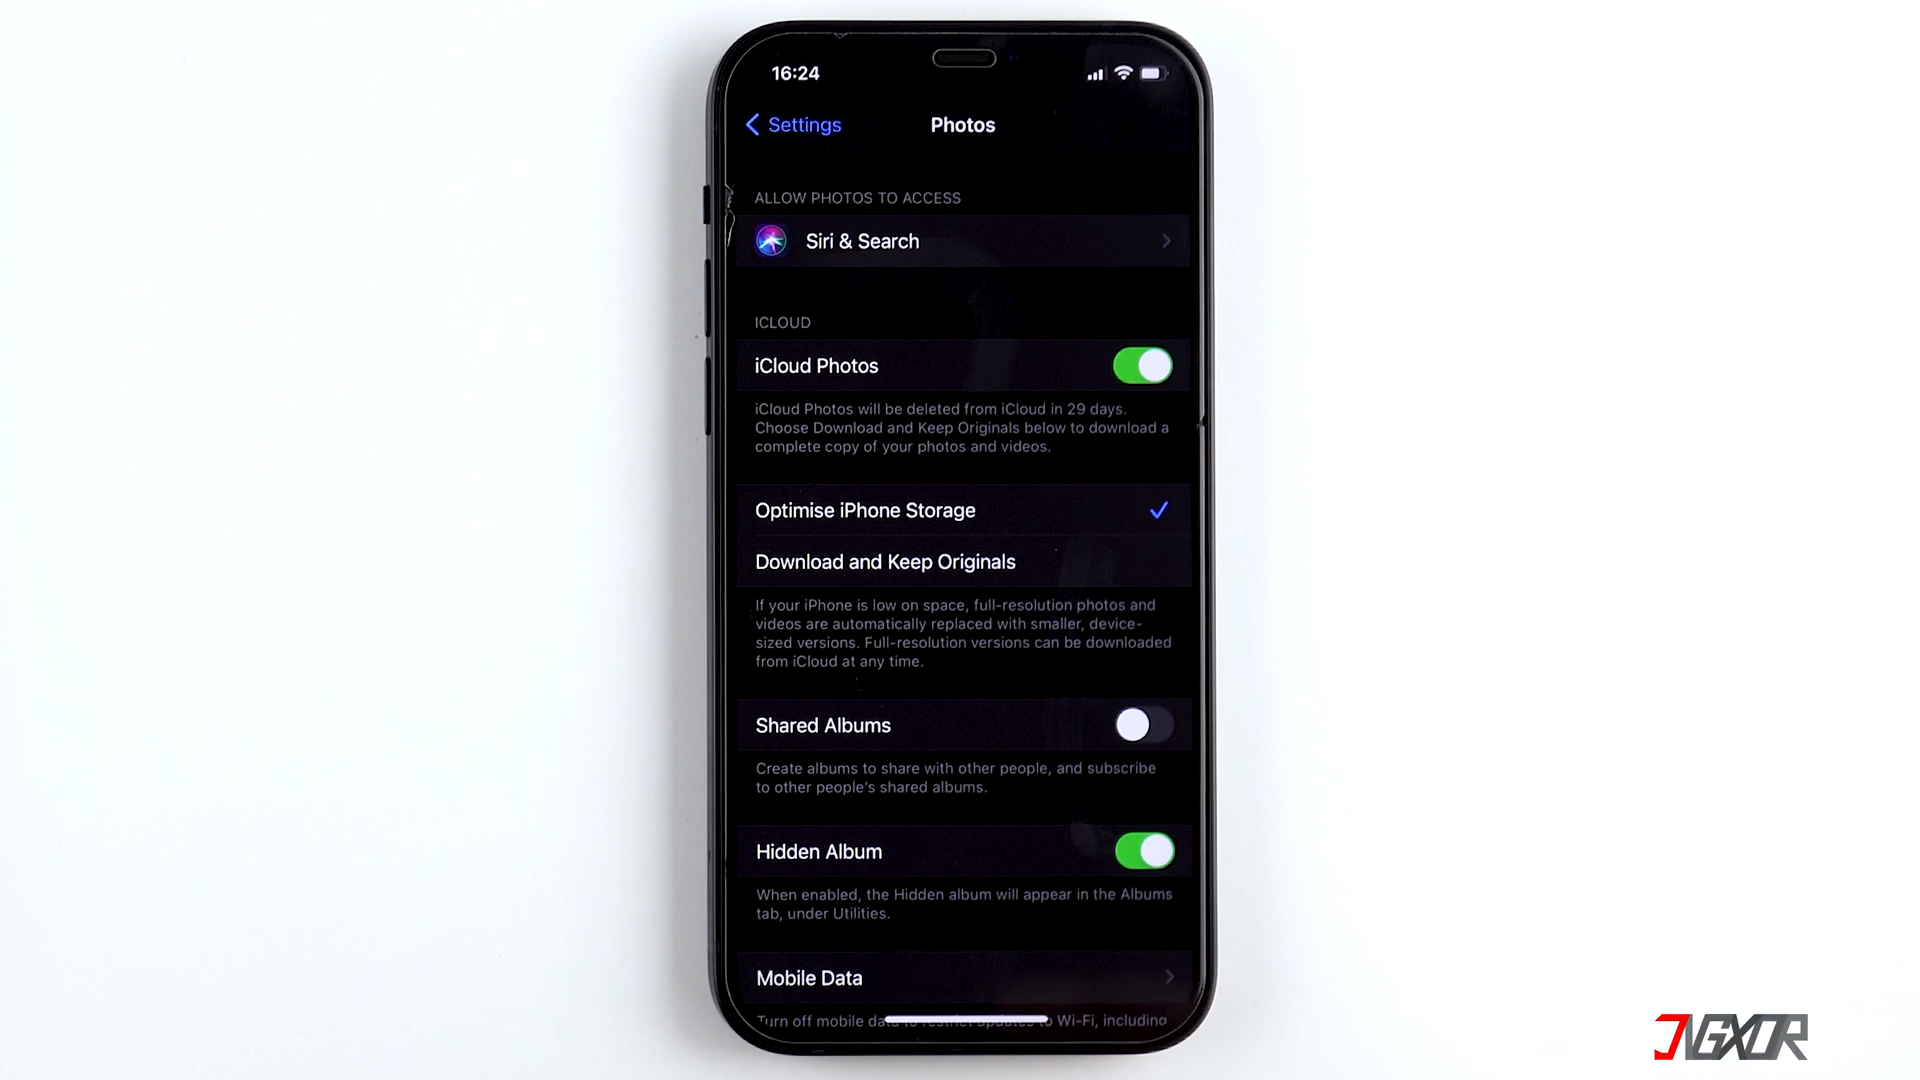 16:24
Settings
Photos
ALLOW PHOTOS TO ACCESS
Siri & Search
ICLOUD
iCloud Photos
iCloud Photos will be deleted from iCloud in 29 days.
Choose Download and Keep Originals below to download a
complete copy of your photos and videos.
Optimise iPhone Storage
Download and Keep Originals
If your iPhone is low on space, full-resolution photos and
videos are automatically replaced with smaller, device-
sized versions. Full-resolution versions can be downloaded
from iCloud at any time.
Shared Albums
Create albums to share with other people, and subscribe
to other people's shared albums.
Hidden Album
When enabled, the Hidden album will appear in the Albums
tab, under Utilities.
Mobile Data
Turn off mobile data to restrict updates to Wi-Fi, including
JVGXOR